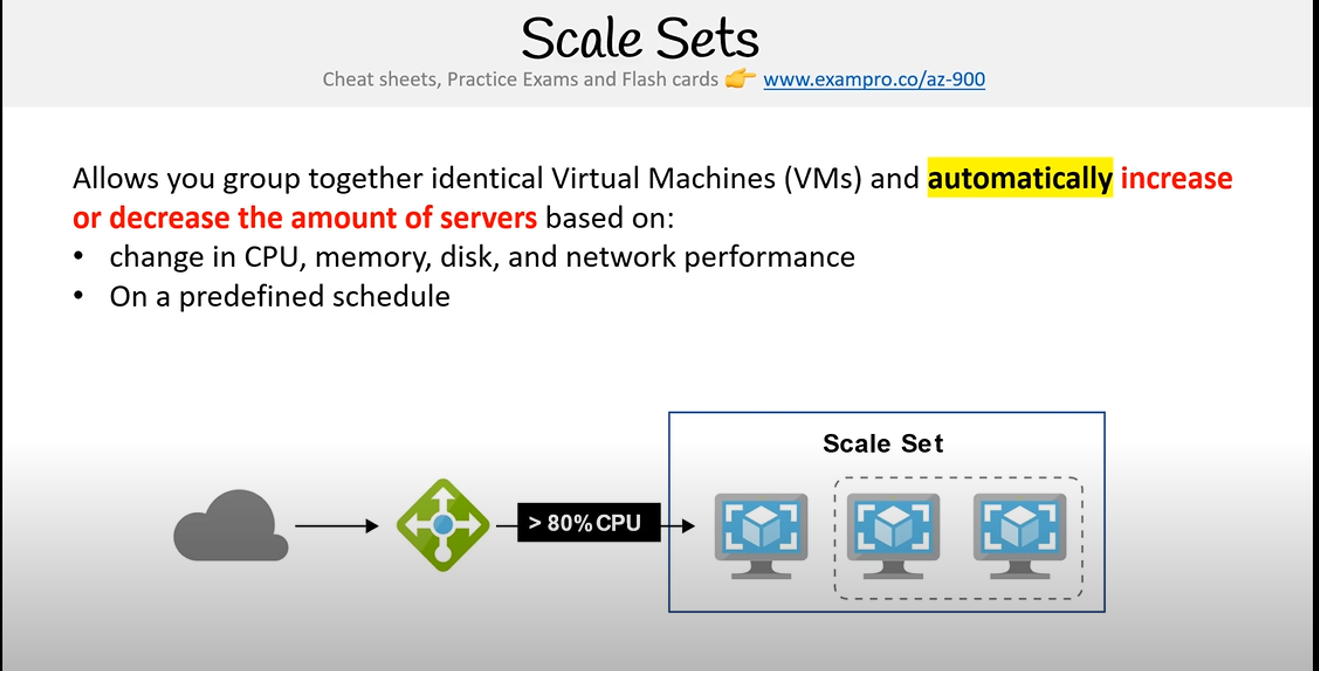 Scale Sets
Cheat sheets, Practice Exams and Flash cards 👉 www.exampro.co/az-900
Allows you group together identical Virtual Machines (VMs) and automatically increase
or decrease the amount of servers based on:
• change in CPU, memory, disk, and network performance
• On a predefined schedule
Scale Set
> 80% CPU